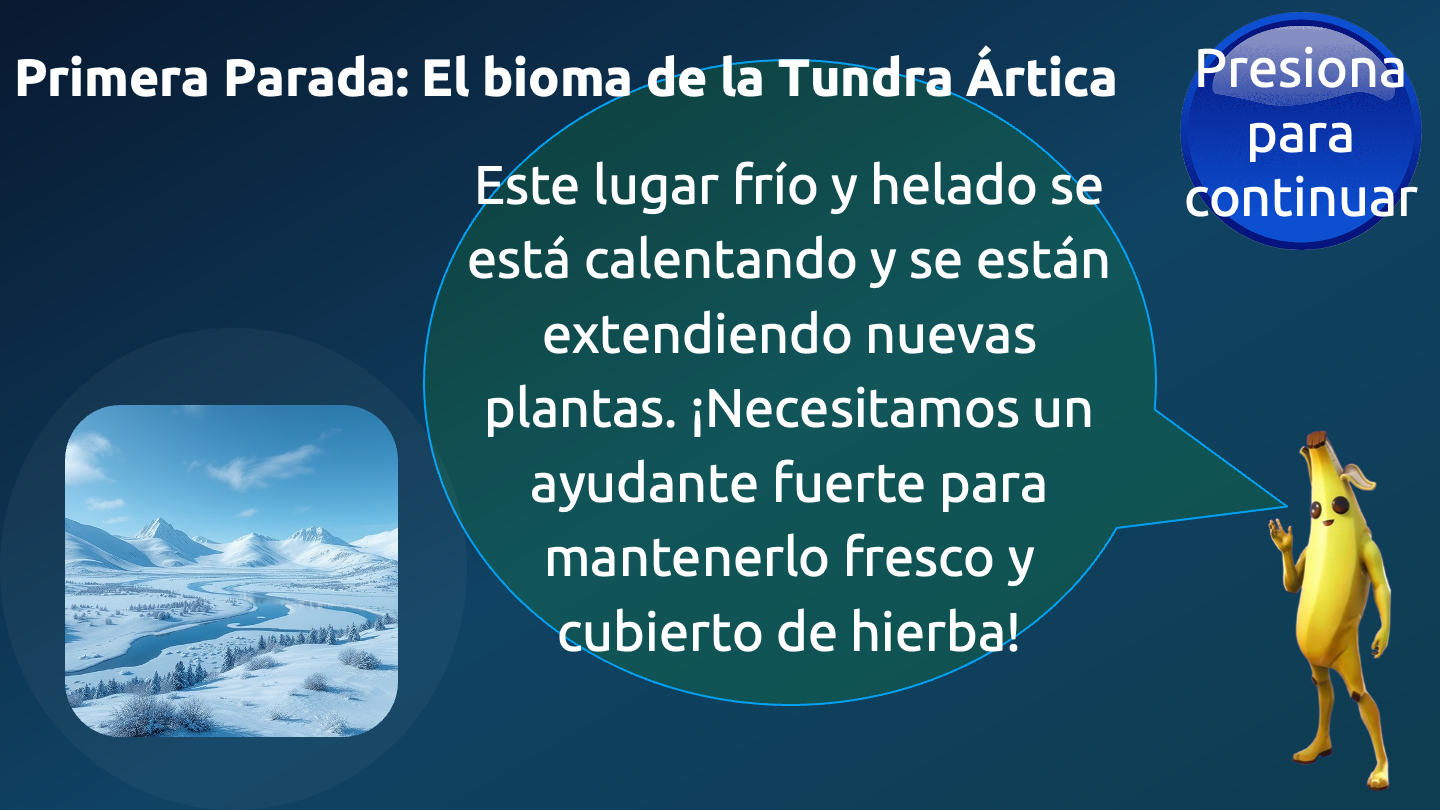 Primera Parada: El bioma de la Tundra Ártica
Presiona
para
continuar
Este lugar frío y helado se
está calentando y se están
extendiendo nuevas
plantas. ¡Necesitamos un
ayudante fuerte para
mantenerlo fresco y
cubierto de hierba!